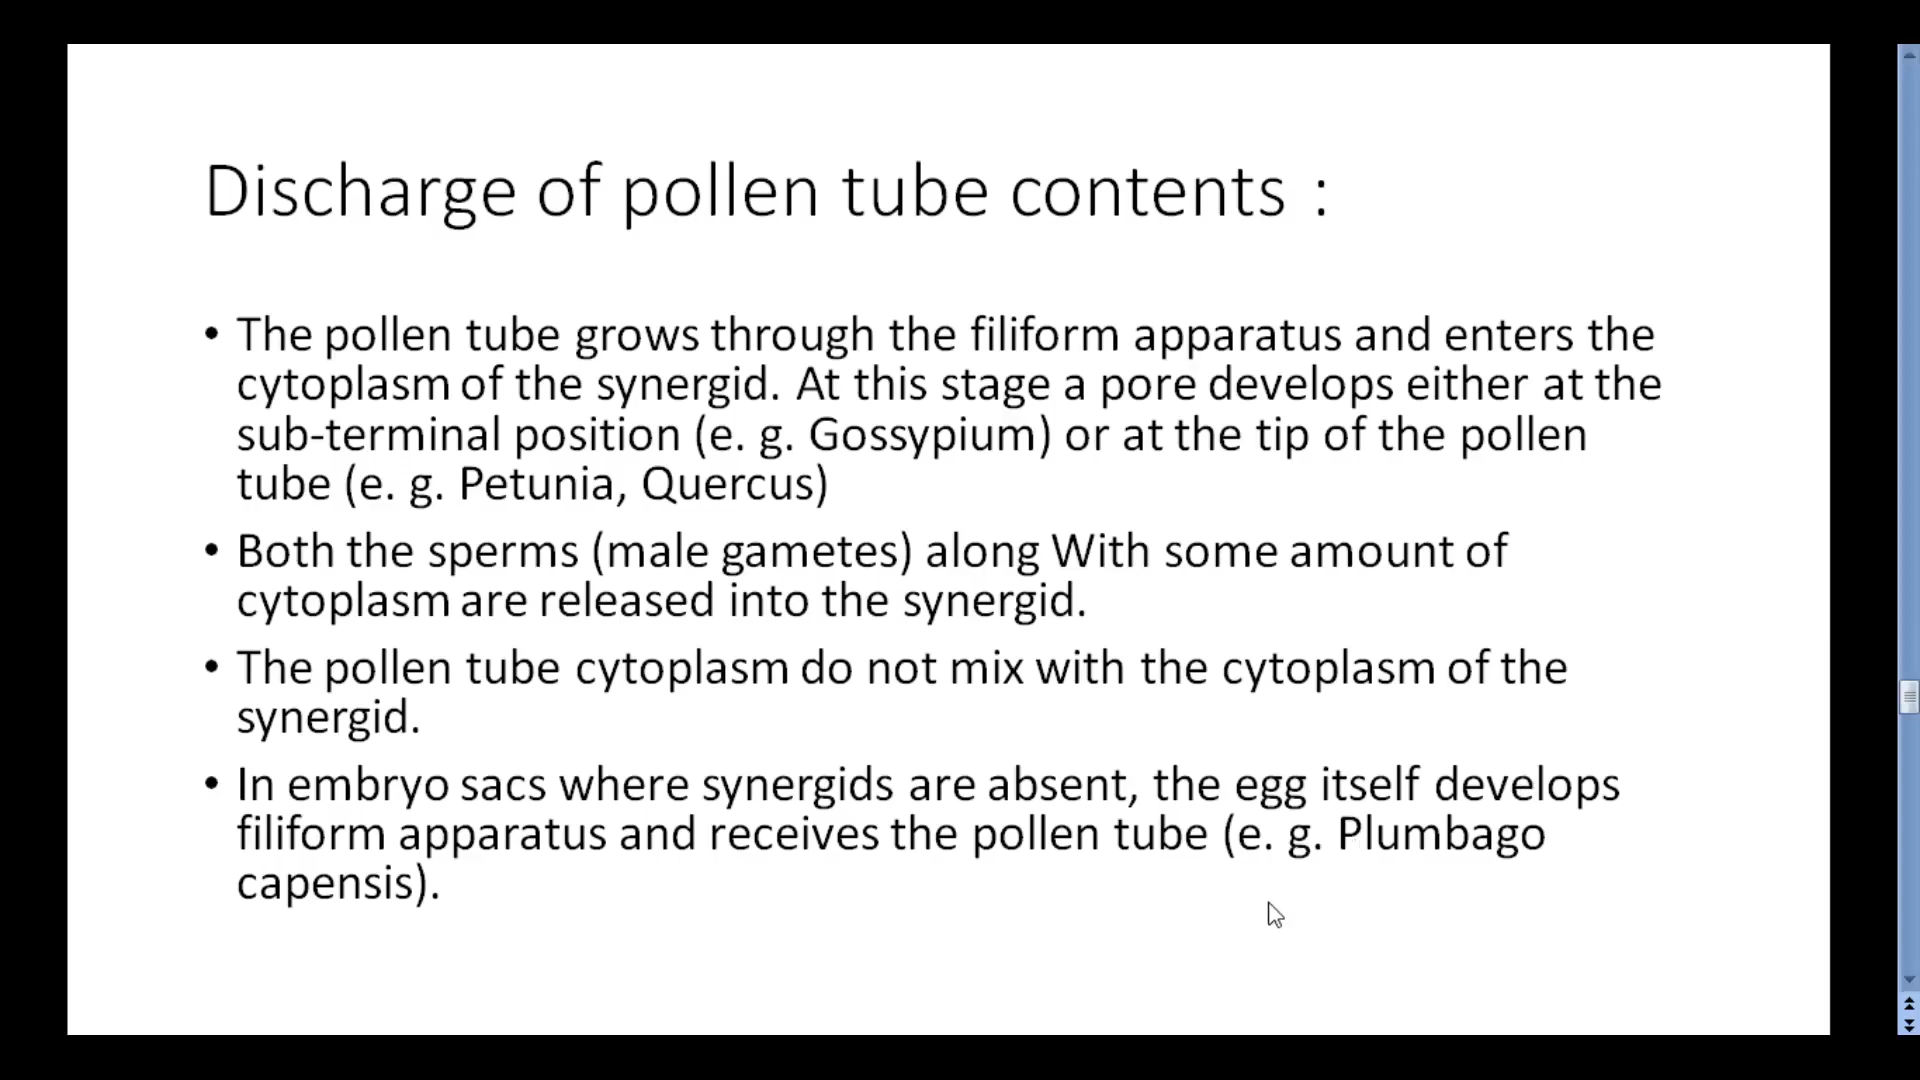 Discharge of pollen tube contents :
• The pollen tube grows through the filiform apparatus and enters the
cytoplasm of the synergid. At this stage a pore develops either at the
sub-terminal position (e. g. Gossypium) or at the tip of the pollen
tube (e. g. Petunia, Quercus)
• Both the sperms (male gametes) along With some amount of
cytoplasm are released into the synergid.
• The pollen tube cytoplasm do not mix with the cytoplasm of the
synergid.
• In embryo sacs where synergids are absent, the egg itself develops
filiform apparatus and receives the pollen tube (e. g. Plumbago
capensis).